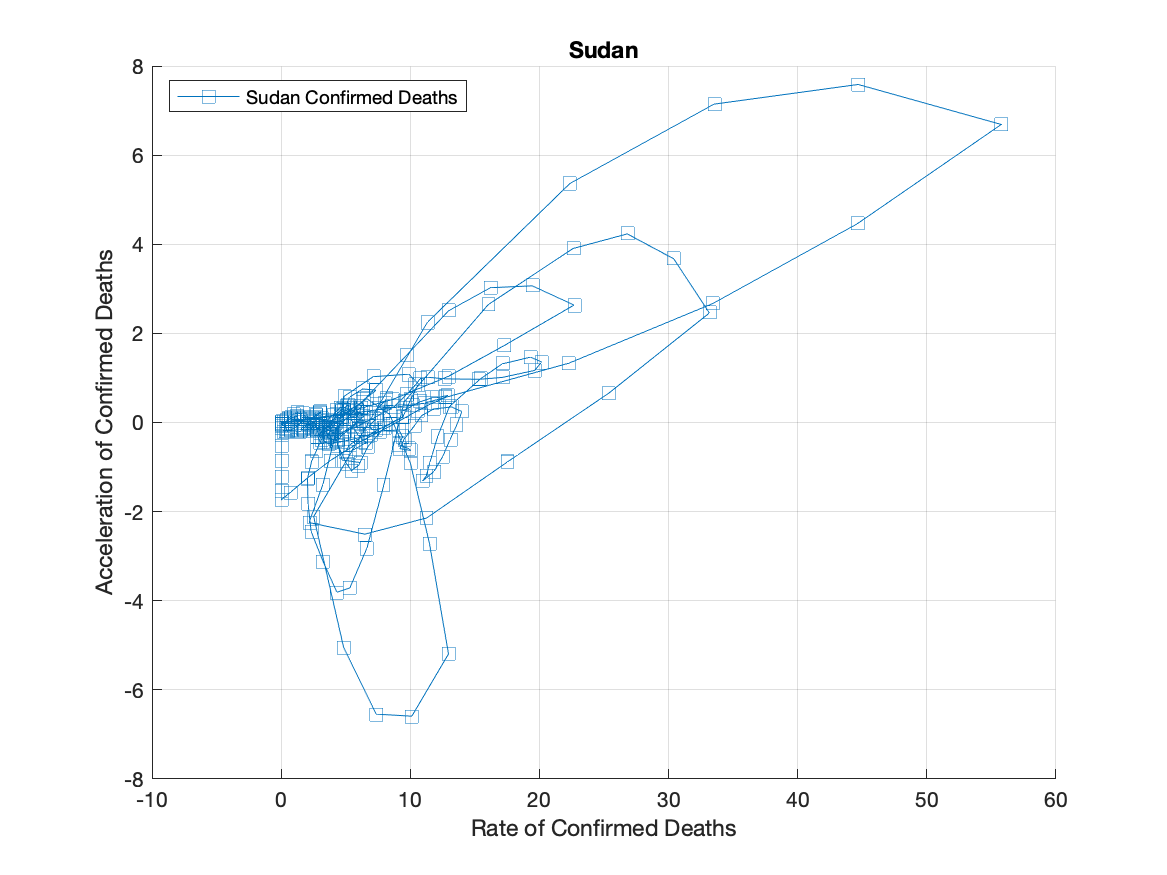 Sudan
Sudan Confirmed Deaths
8
6
4
2
0
-2
-4
-6
-8
Acceleration of Confirmed Deaths
-10 0 10 20 30 40 50 60
Rate of Confirmed Deaths